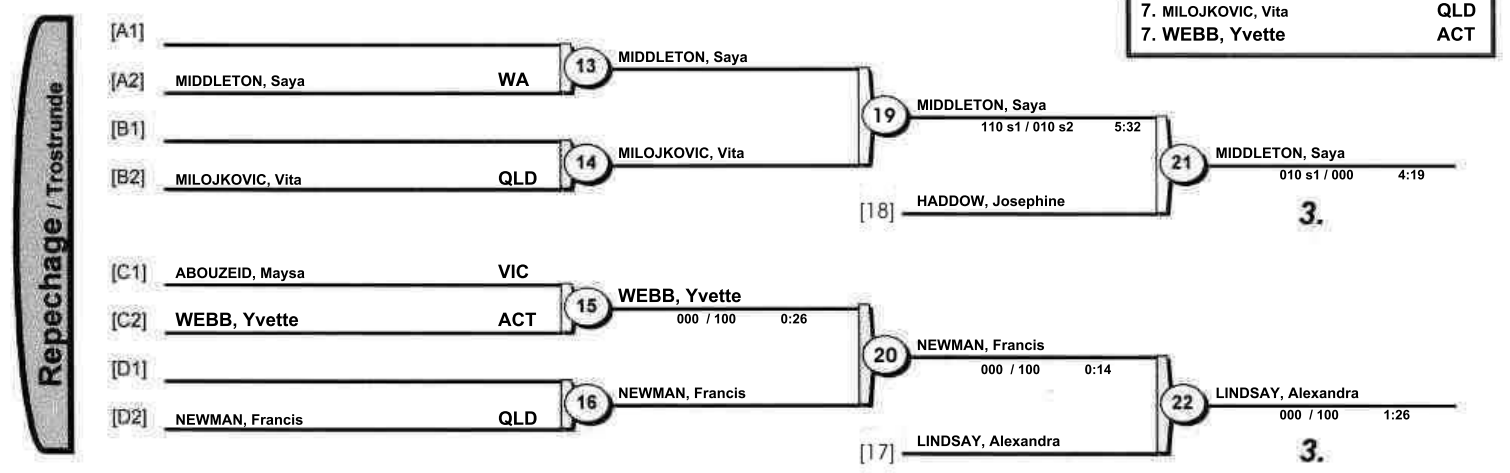 7. MILOJKOVIC, Vita QLD
7. WEBB, Yvette ACT
Repechage / Trostrunde
[A1]
[A2] MIDDLETON, Saya WA
13 MIDDLETON, Saya
[B1]
[B2] MILOJKOVIC, Vita QLD
14 MILOJKOVIC, Vita
19 MIDDLETON, Saya
110 s1 / 010 s2 5:32
[18] HADDOW, Josephine
21 MIDDLETON, Saya
010 s1 / 000 4:19
3.
[C1] ABOUZEID, Maysa VIC
[C2] WEBB, Yvette ACT
15 WEBB, Yvette
000 / 100 0:26
[D1]
[D2] NEWMAN, Francis QLD
16 NEWMAN, Francis
20 NEWMAN, Francis
000 / 100 0:14
[17] LINDSAY, Alexandra
22 LINDSAY, Alexandra
000 / 100 1:26
3.